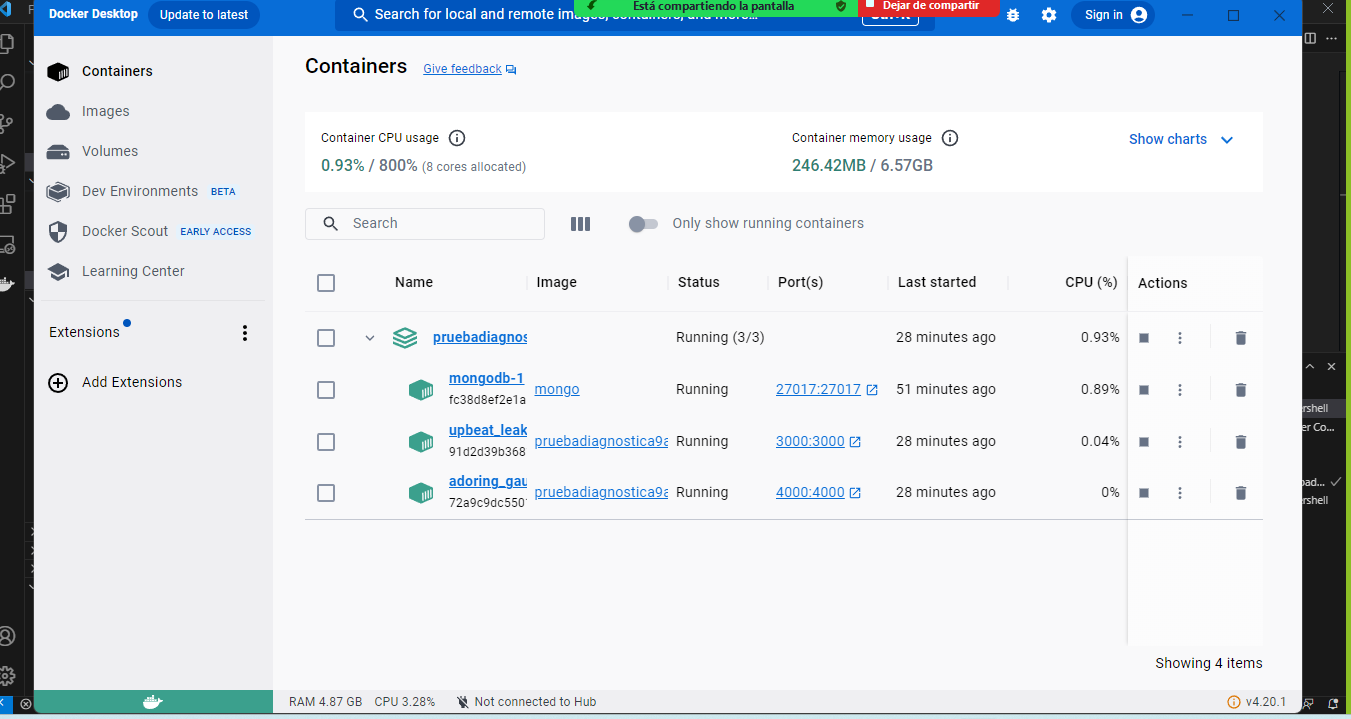 Docker Desktop
Update to latest
Search for local and remote images, containers, and more...
Está compartiendo la pantalla
Dejar de compartir
Sign in
Containers
Images
Volumes
Dev Environments BETA
Docker Scout EARLY ACCESS
Learning Center
Extensions
Add Extensions
Containers Give feedback
Container CPU usage
0.93% / 800% (8 cores allocated)
Container memory usage
246.42MB / 6.57GB
Show charts
Search
Only show running containers
Name Image Status Port(s) Last started CPU (%) Actions
pruebadiagnos Running (3/3) 28 minutes ago 0.93%
mongodb-1 mongo Running 27017:27017 51 minutes ago 0.89%
fc38d8ef2e1a
upbeat_leak pruebadiagnostica9a Running 3000:3000 28 minutes ago 0.04%
91d2d39b368
adoring_gau pruebadiagnostica9a Running 4000:4000 28 minutes ago 0%
72a9c9dc550
Showing 4 items
RAM 4.87 GB CPU 3.28% Not connected to Hub
v4.20.1
rshell
er Co...
oad...
rshell